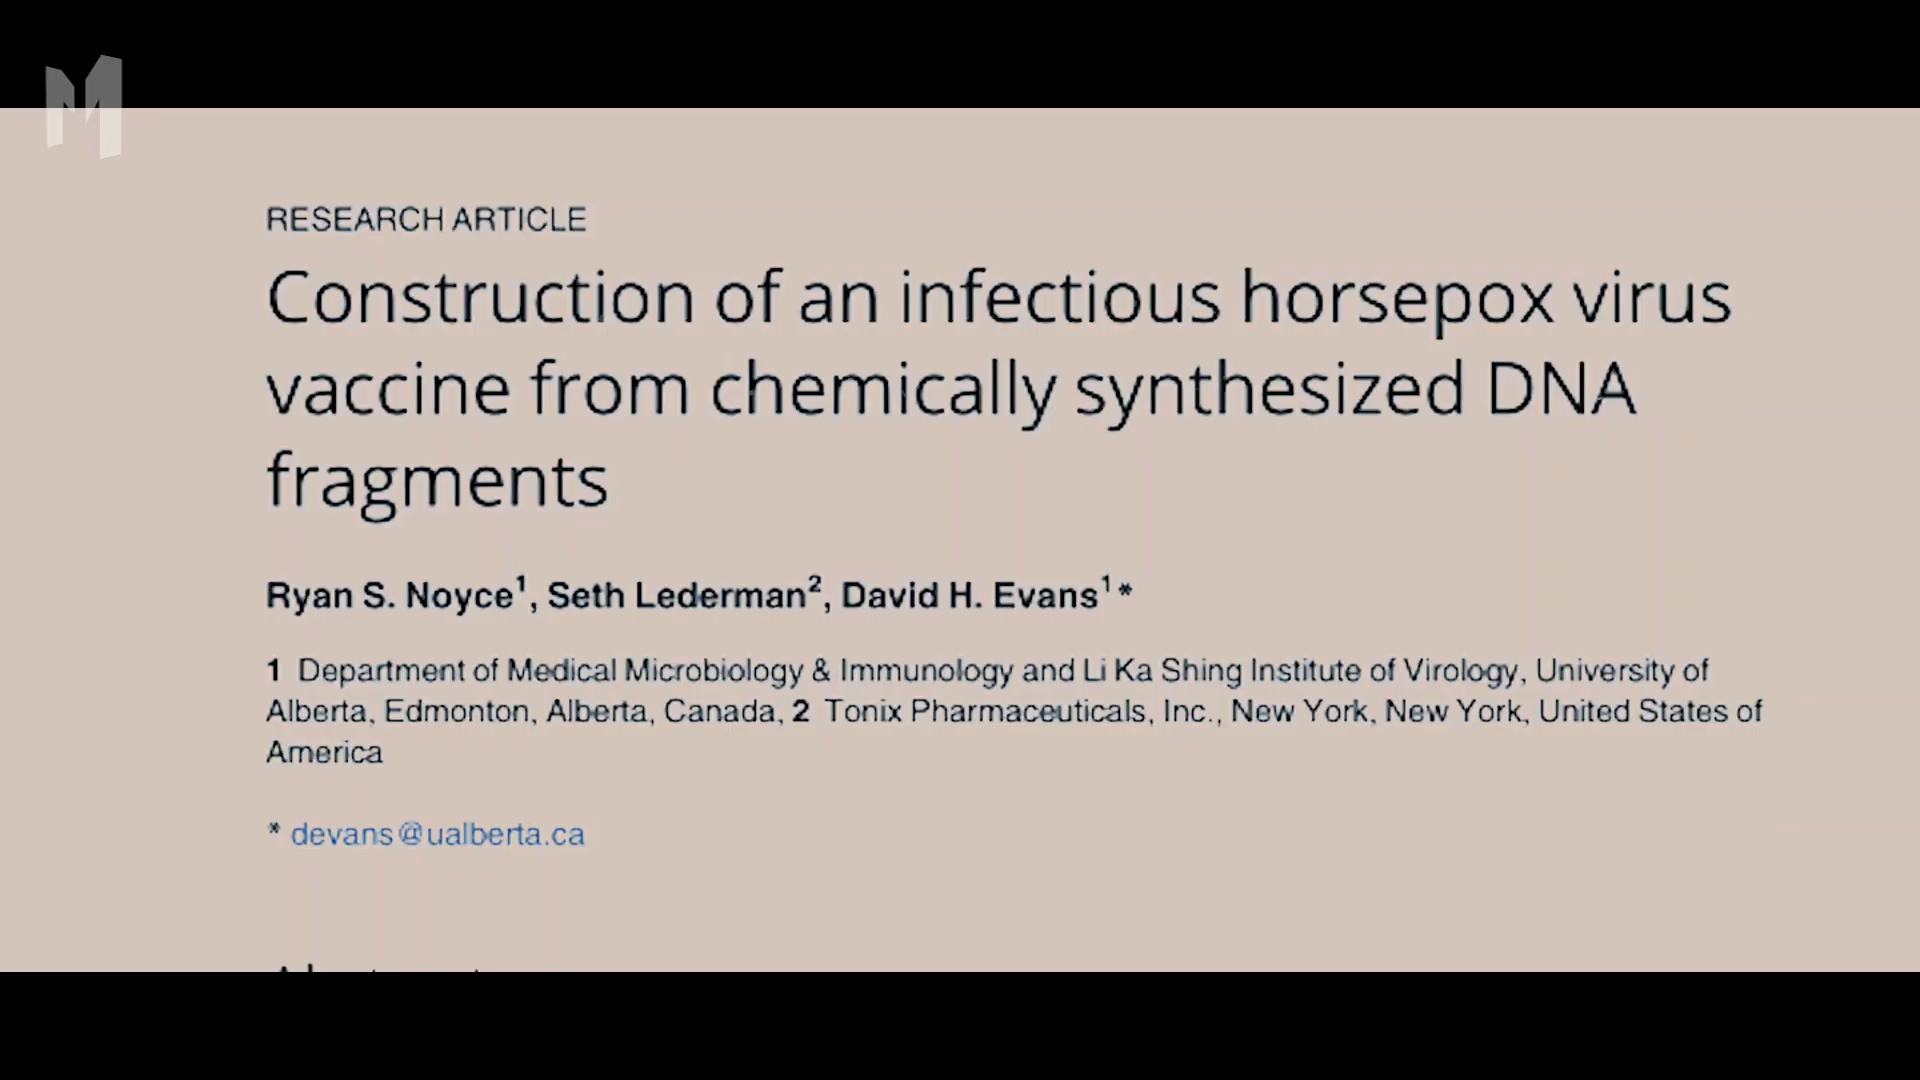 M
RESEARCH ARTICLE
Construction of an infectious horsepox virus
vaccine from chemically synthesized DNA
fragments
Ryan S. Noyce¹, Seth Lederman², David H. Evans¹*
1 Department of Medical Microbiology & Immunology and Li Ka Shing Institute of Virology, University of
Alberta, Edmonton, Alberta, Canada, 2 Tonix Pharmaceuticals, Inc., New York, New York, United States of
America
* devans@ualberta.ca